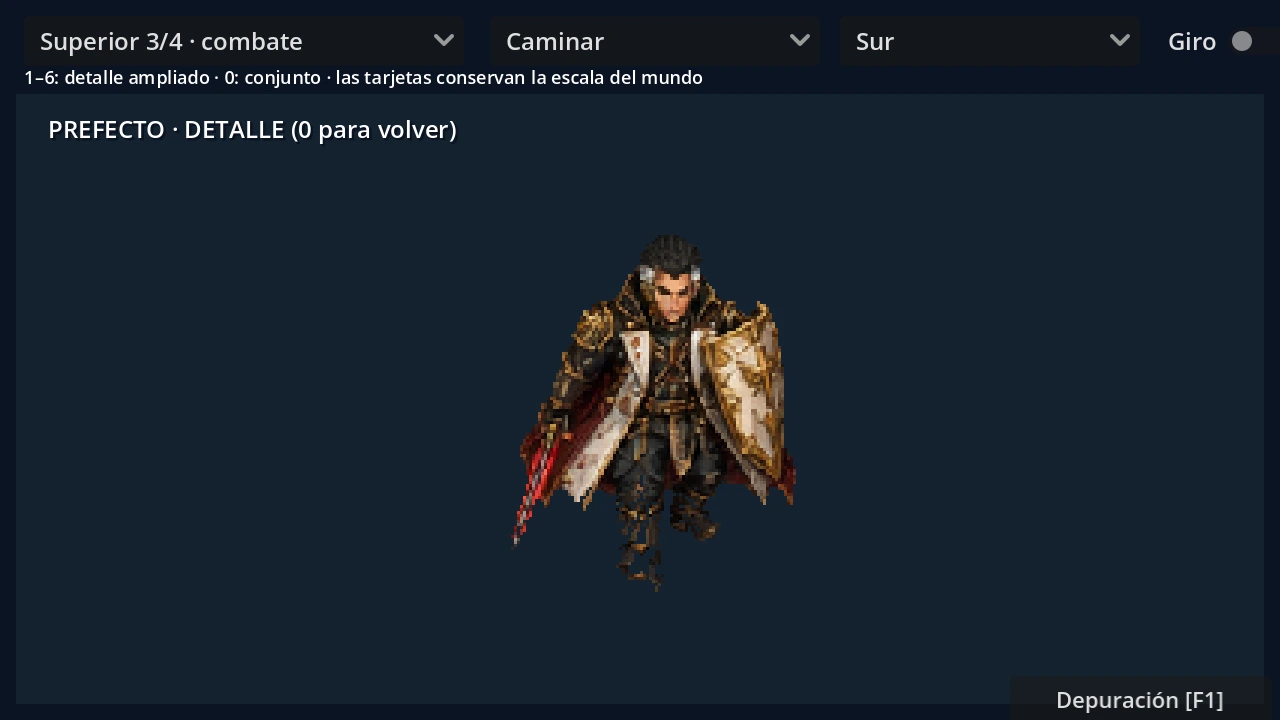 Superior 3/4 · combate
Caminar
Sur
Giro
1–6: detalle ampliado · 0: conjunto · las tarjetas conservan la escala del mundo
PREFECTO · DETALLE (0 para volver)
Depuración [F1]